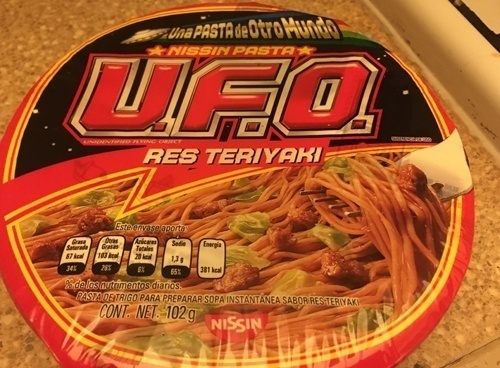 Una PASTA de Otro Mundo
NISSIN PASTA
U.F.O.
UNIDENTIFIED FLYING OBJECT
RES TERIYAKI
Este envase aporta
Grasa Saturada 67 kcal 34%
Otras Grasas 103 kcal 26%
Azúcares Totales 20 kcal 6%
Sodio 1,3 g 65%
Energía 381 kcal
% de los nutrimentos diarios
PASTA DE TRIGO PARA PREPARAR SOPA INSTANTÁNEA SABOR RES TERIYAKI
CONT. NET. 102g
NISSIN